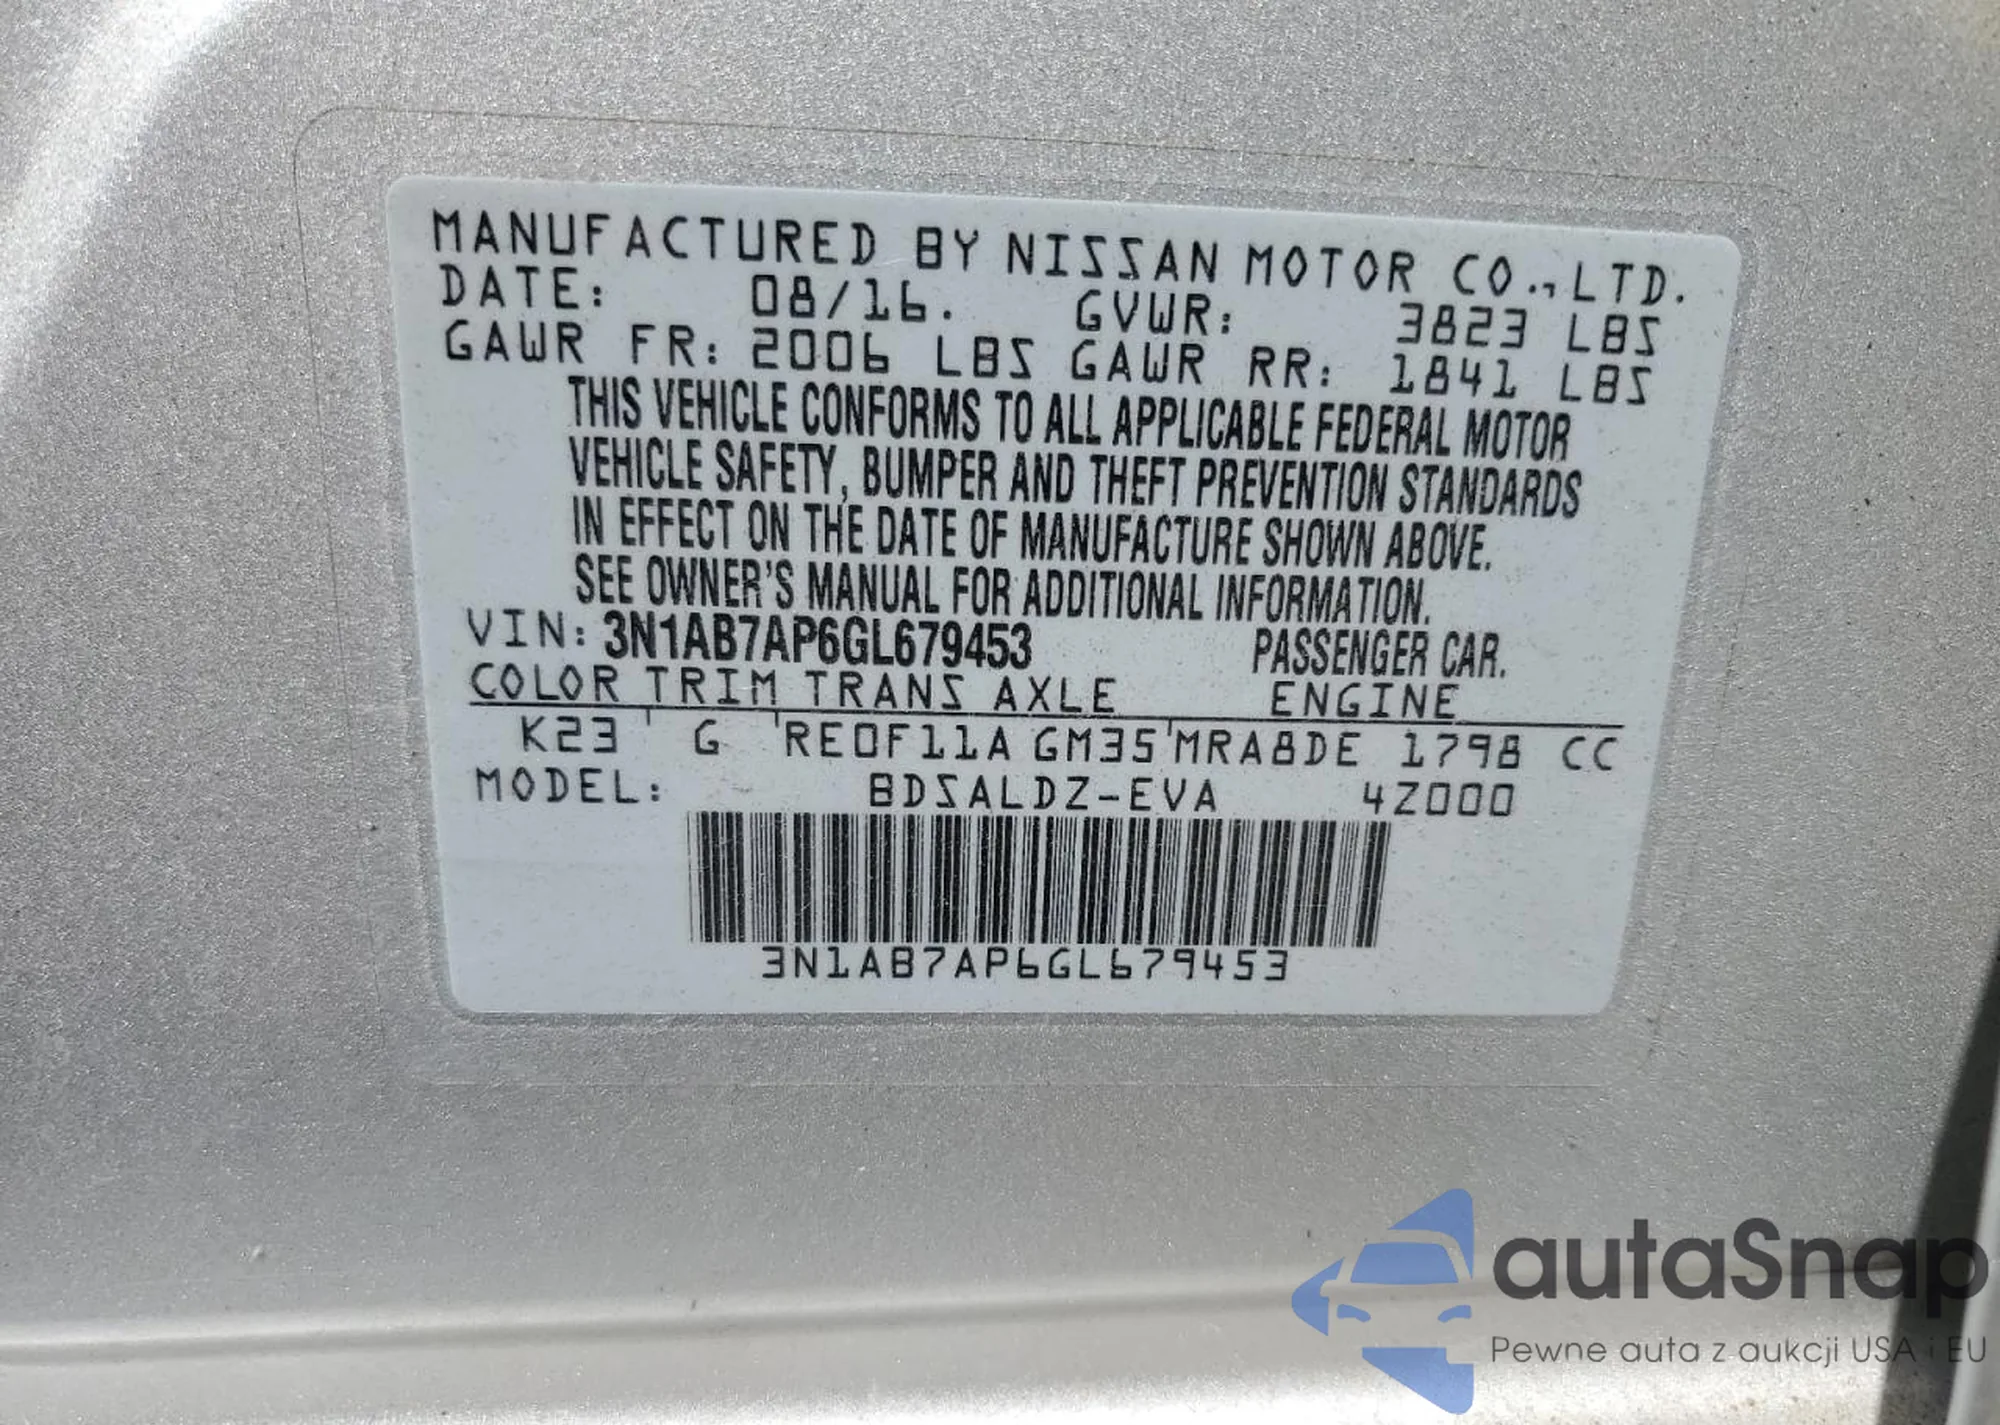 MANUFACTURED BY NISSAN MOTOR CO., LTD.
DATE: 08/16. GVWR: 3823 LBS
GAWR FR: 2006 LBS GAWR RR: 1841 LBS
THIS VEHICLE CONFORMS TO ALL APPLICABLE FEDERAL MOTOR
VEHICLE SAFETY, BUMPER AND THEFT PREVENTION STANDARDS
IN EFFECT ON THE DATE OF MANUFACTURE SHOWN ABOVE.
SEE OWNER'S MANUAL FOR ADDITIONAL INFORMATION.
VIN: 3N1AB7AP6GL679453 PASSENGER CAR.
COLOR TRIM TRANS AXLE ENGINE
K23 G RE0F11A GM35 MRA8DE 1798 CC
MODEL: BDSALDZ-EVA 4Z000
3N1AB7AP6GL679453
autaSnap
Pewne auta z aukcji USA i EU